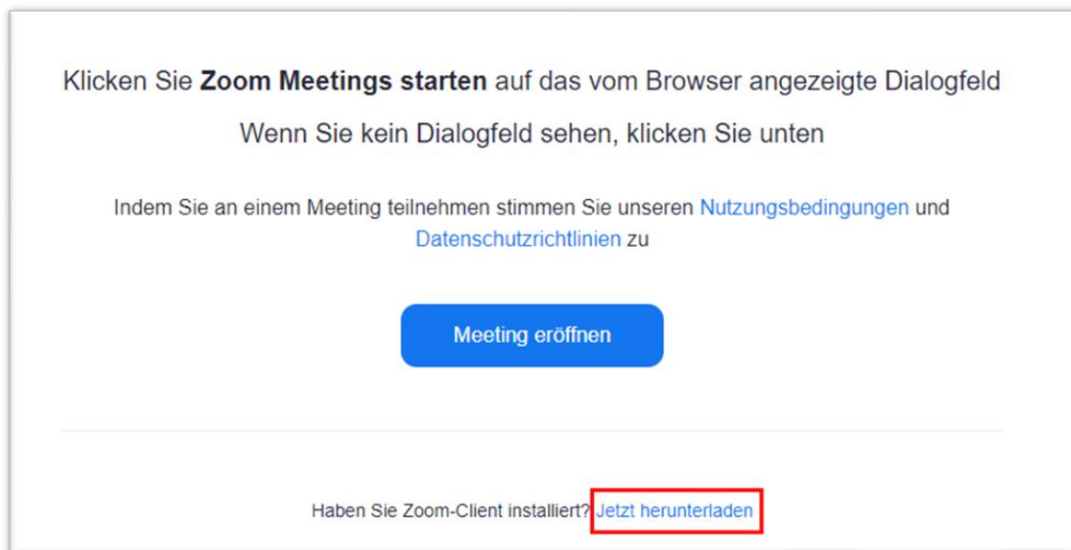 Klicken Sie Zoom Meetings starten auf das vom Browser angezeigte Dialogfeld
Wenn Sie kein Dialogfeld sehen, klicken Sie unten
Indem Sie an einem Meeting teilnehmen stimmen Sie unseren Nutzungsbedingungen und
Datenschutzrichtlinien zu
Meeting eröffnen
Haben Sie Zoom-Client installiert? Jetzt herunterladen